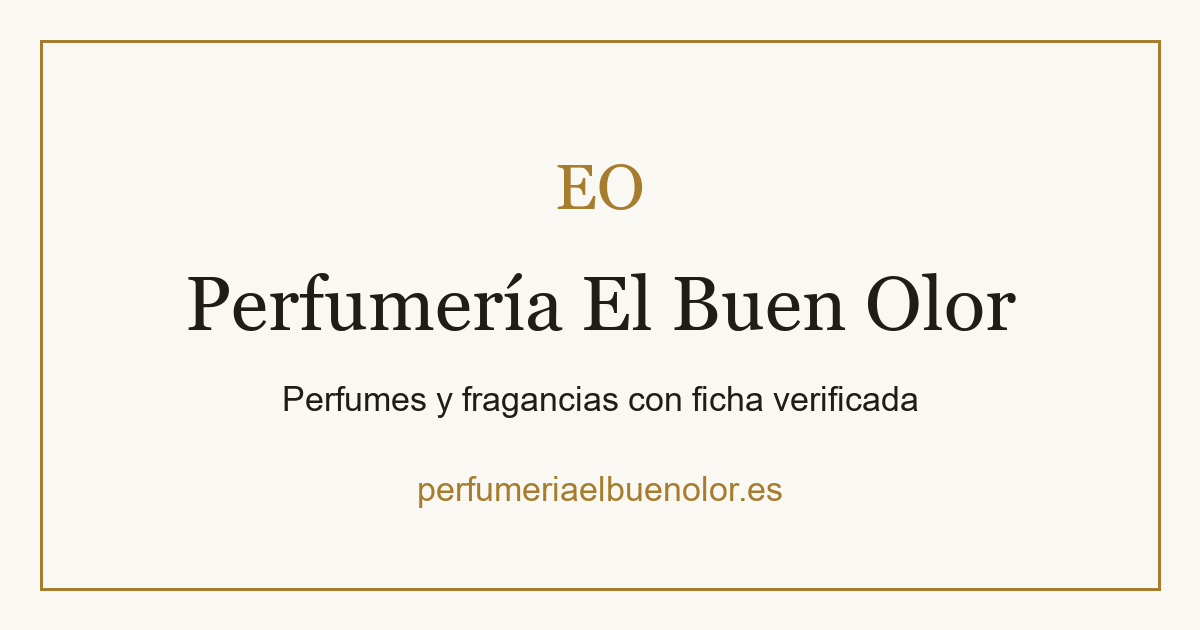 EO
Perfumería El Buen Olor
Perfumes y fragancias con ficha verificada
perfumeriaelbuenolor.es